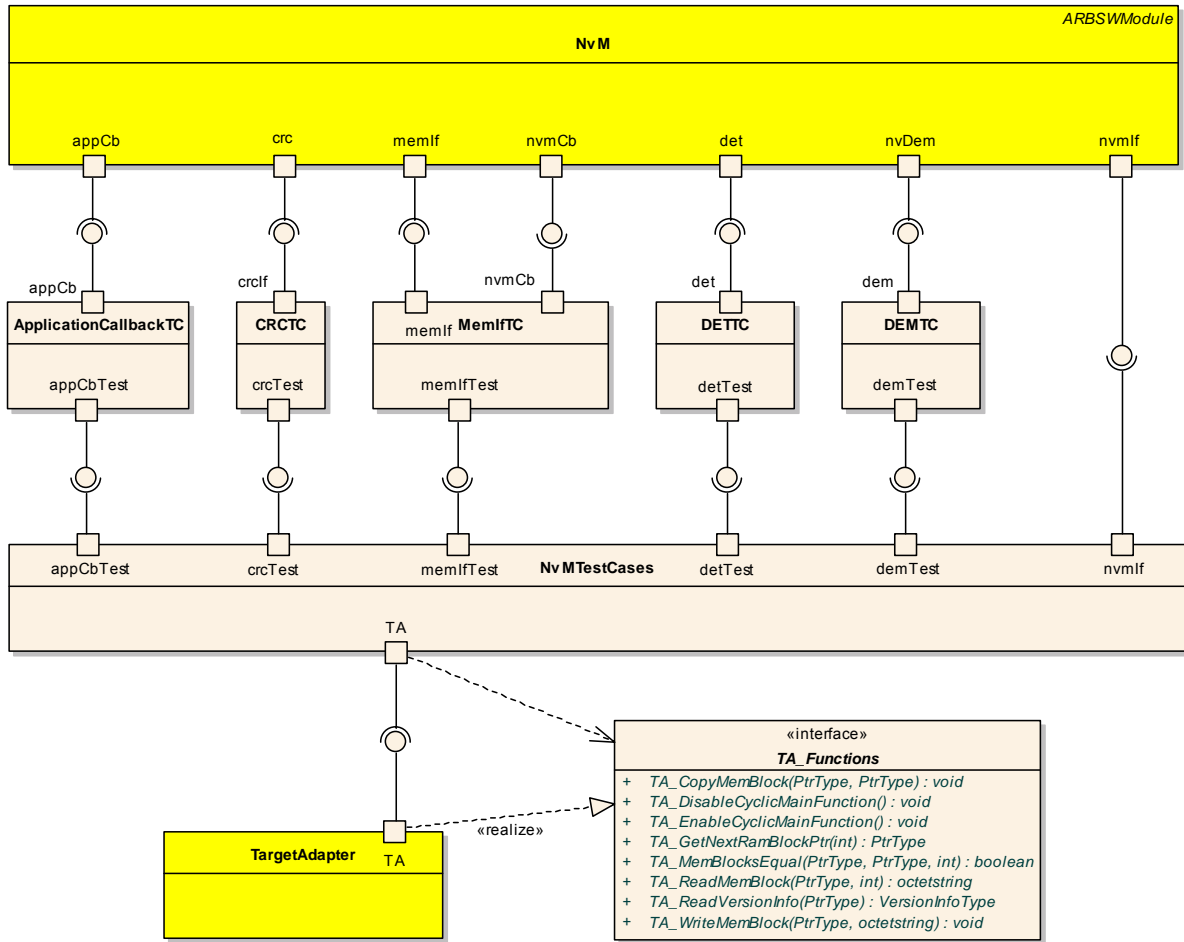 ARBSWModule
NvM
appCb
crc
memIf
nvmCb
det
nvDem
nvmIf
appCb
crcIf
nvmCb
det
dem
ApplicationCallbackTC
CRCTC
memIf
MemIfTC
DETTC
DEMTC
appCbTest
crcTest
memIfTest
detTest
demTest
appCbTest
crcTest
memIfTest
NvMTestCases
detTest
demTest
nvmIf
TA
«interface»
TA_Functions
+ TA_CopyMemBlock(PtrType, PtrType) : void
+ TA_DisableCyclicMainFunction() : void
+ TA_EnableCyclicMainFunction() : void
+ TA_GetNextRamBlockPtr(int) : PtrType
+ TA_MemBlocksEqual(PtrType, PtrType, int) : boolean
+ TA_ReadMemBlock(PtrType, int) : octetstring
+ TA_ReadVersionInfo(PtrType) : VersionInfoType
+ TA_WriteMemBlock(PtrType, octetstring) : void
«realize»
TargetAdapter
TA